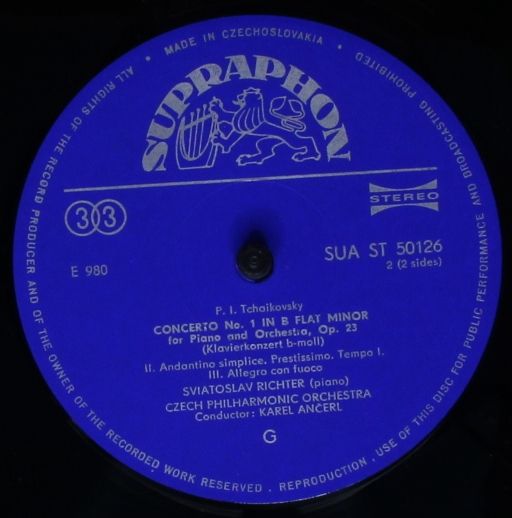 • MADE IN CZECHOSLOVAKIA •
ALL RIGHTS OF THE RECORD PRODUCER AND OF THE OWNER OF THE RECORDED WORK RESERVED . REPRODUCTION , USE OF THIS DISC FOR PUBLIC PERFORMANCE AND BROADCASTING PROHIBITED
SUPRAPHON
33
STEREO
SUA ST 50126
E 980
2 (2 sides)
P. I. Tchaikovsky
CONCERTO No. 1 IN B FLAT MINOR
for Piano and Orchestra, Op. 23
(Klavierkonzert b-moll)
II. Andantino simplice. Prestissimo. Tempo I.
III. Allegro con fuoco
SVIATOSLAV RICHTER (piano)
CZECH PHILHARMONIC ORCHESTRA
Conductor: KAREL ANČERL
G